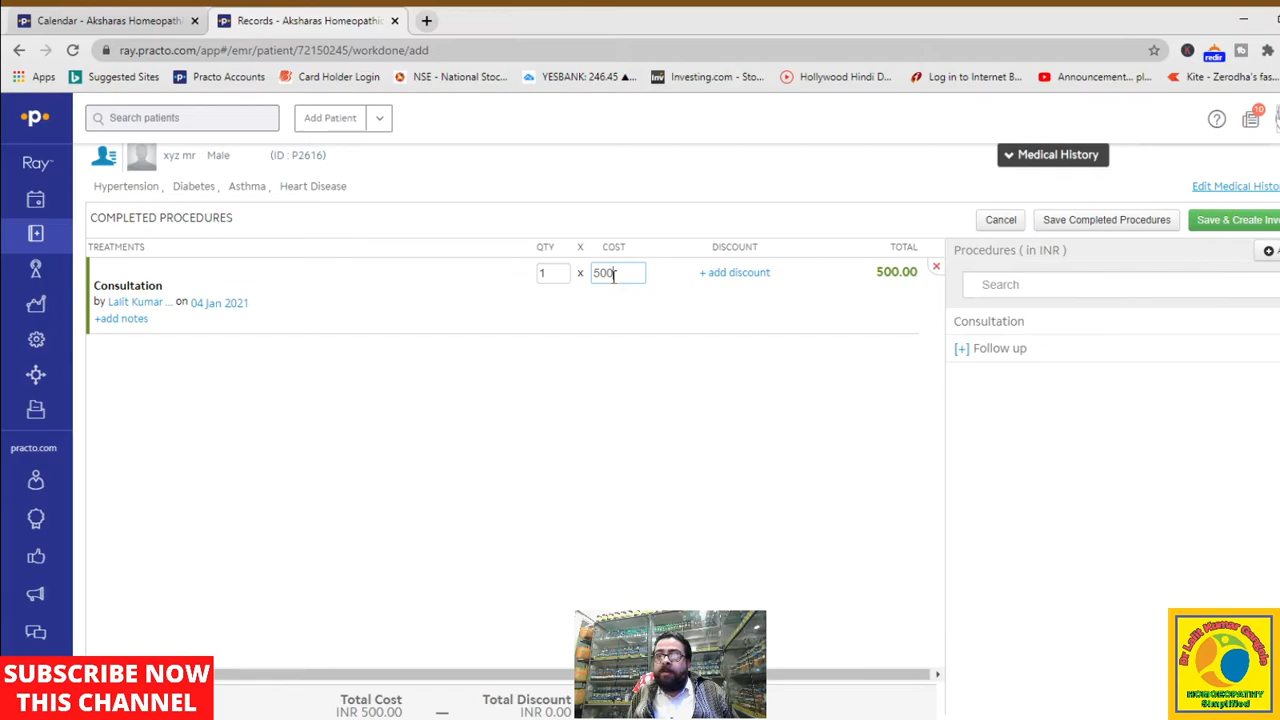 Calendar - Aksharas Homeopathi
Records - Aksharas Homeopathic
ray.practo.com/app#/emr/patient/72150245/workdone/add
Apps Suggested Sites Practo Accounts Card Holder Login NSE - National Stoc... YESBANK: 246.45 ▲... Investing.com - Sto... Hollywood Hindi D... Log in to Internet B... Announcement... pl... Kite - Zerodha's fas...
redir
Search patients
Add Patient
10
Ray
xyz mr Male (ID : P2616)
Medical History
Hypertension , Diabetes , Asthma , Heart Disease
Edit Medical Histo
COMPLETED PROCEDURES
Cancel
Save Completed Procedures
Save & Create Inv
TREATMENTS QTY X COST DISCOUNT TOTAL
Procedures ( in INR )
1 x 500 + add discount 500.00
Consultation
by Lalit Kumar ... on 04 Jan 2021
+add notes
Search
Consultation
[+] Follow up
practo.com
Total Cost
INR 500.00
—
Total Discount
INR 0.00
SUBSCRIBE NOW
THIS CHANNEL
HOMOEOPATHY
Simplified